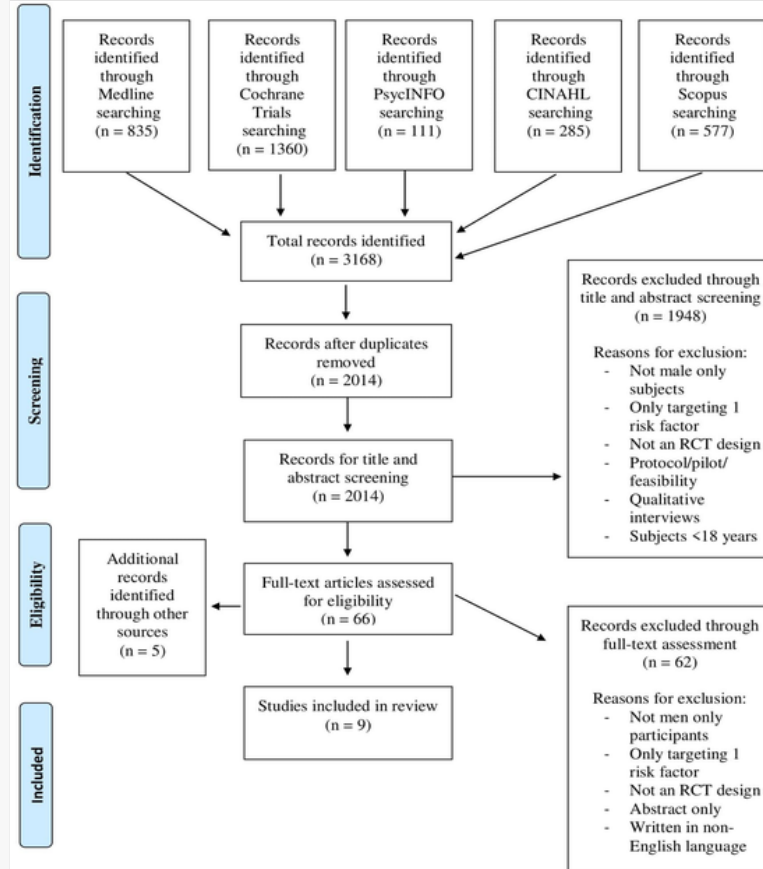 Identification
Records
identified
through
Medline
searching
(n = 835)
Records
identified
through
Cochrane
Trials
searching
(n = 1360)
Records
identified
through
PsycINFO
searching
(n = 111)
Records
identified
through
CINAHL
searching
(n = 285)
Records
identified
through
Scopus
searching
(n = 577)
Total records identified
(n = 3168)
Screening
Records after duplicates
removed
(n = 2014)
Records for title and
abstract screening
(n = 2014)
Records excluded through
title and abstract screening
(n = 1948)
Reasons for exclusion:
- Not male only
subjects
- Only targeting 1
risk factor
- Not an RCT design
- Protocol/pilot/
feasibility
- Qualitative
interviews
- Subjects <18 years
Eligibility
Additional
records
identified
through other
sources
(n = 5)
Full-text articles assessed
for eligibility
(n = 66)
Records excluded through
full-text assessment
(n = 62)
Reasons for exclusion:
- Not men only
participants
- Only targeting 1
risk factor
- Not an RCT design
- Abstract only
- Written in non-
English language
Included
Studies included in review
(n = 9)